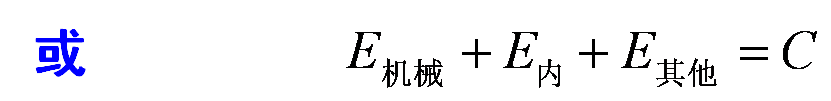 或 E机械 + E内 + E其他 = C